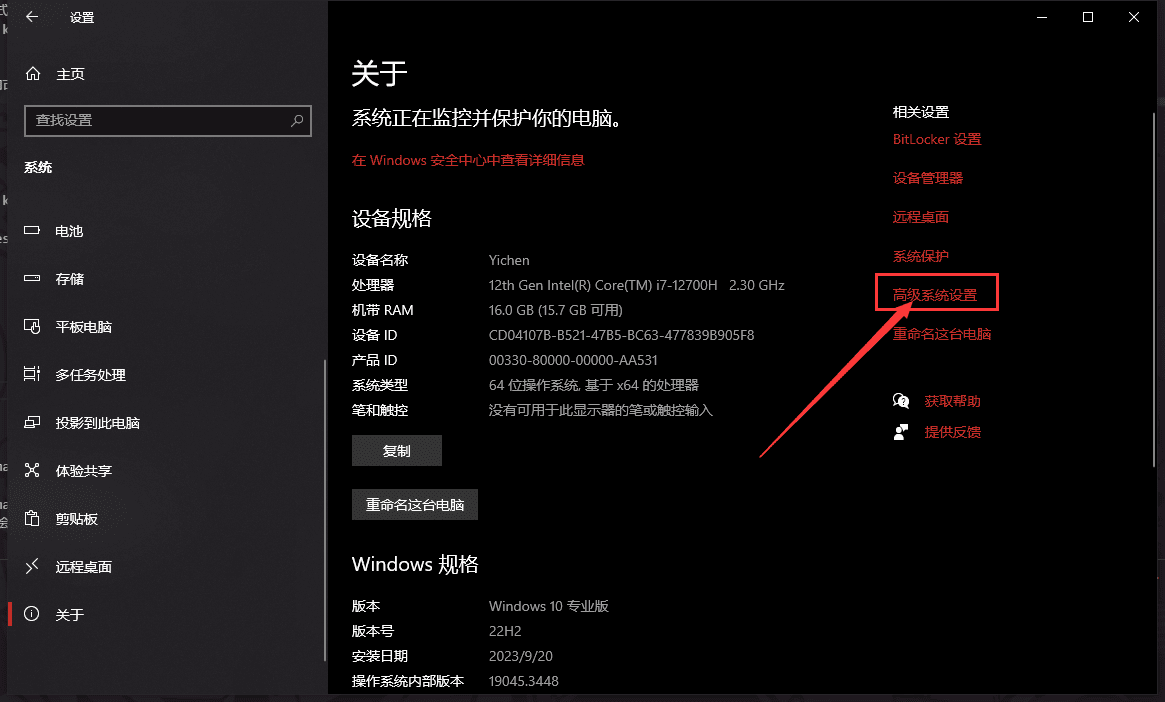 设置
主页
查找设置
系统
电池
存储
平板电脑
多任务处理
投影到此电脑
体验共享
剪贴板
远程桌面
关于
关于
系统正在监控并保护你的电脑。
在 Windows 安全中心中查看详细信息
设备规格
设备名称 Yichen
处理器 12th Gen Intel(R) Core(TM) i7-12700H 2.30 GHz
机带 RAM 16.0 GB (15.7 GB 可用)
设备 ID CD04107B-B521-47B5-BC63-477839B905F8
产品 ID 00330-80000-00000-AA531
系统类型 64 位操作系统, 基于 x64 的处理器
笔和触控 没有可用于此显示器的笔或触控输入
复制
重命名这台电脑
Windows 规格
版本 Windows 10 专业版
版本号 22H2
安装日期 2023/9/20
操作系统内部版本 19045.3448
相关设置
BitLocker 设置
设备管理器
远程桌面
系统保护
高级系统设置
重命名这台电脑
获取帮助
提供反馈